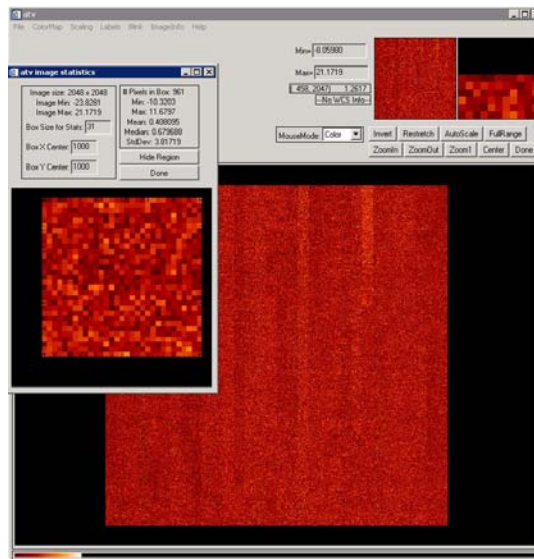 atv
File ColorMap Scaling Labels Blink ImageInfo Help
Min= -8.05980
Max= 21.1719
( 458, 2047) 1.2617
--No WCS Info--
MouseMode: Color
Invert Restretch AutoScale FullRange
ZoomIn ZoomOut Zoom1 Center Done
atv image statistics
Image size: 2048 x 2048
Image Min: -23.8281
Image Max: 21.1719
Box Size for Stats: 31
Box X Center: 1000
Box Y Center: 1000
# Pixels in Box: 961
Min: -10.3203
Max: 11.6797
Mean: 0.408095
Median: 0.679688
StdDev: 3.81719
Hide Region
Done